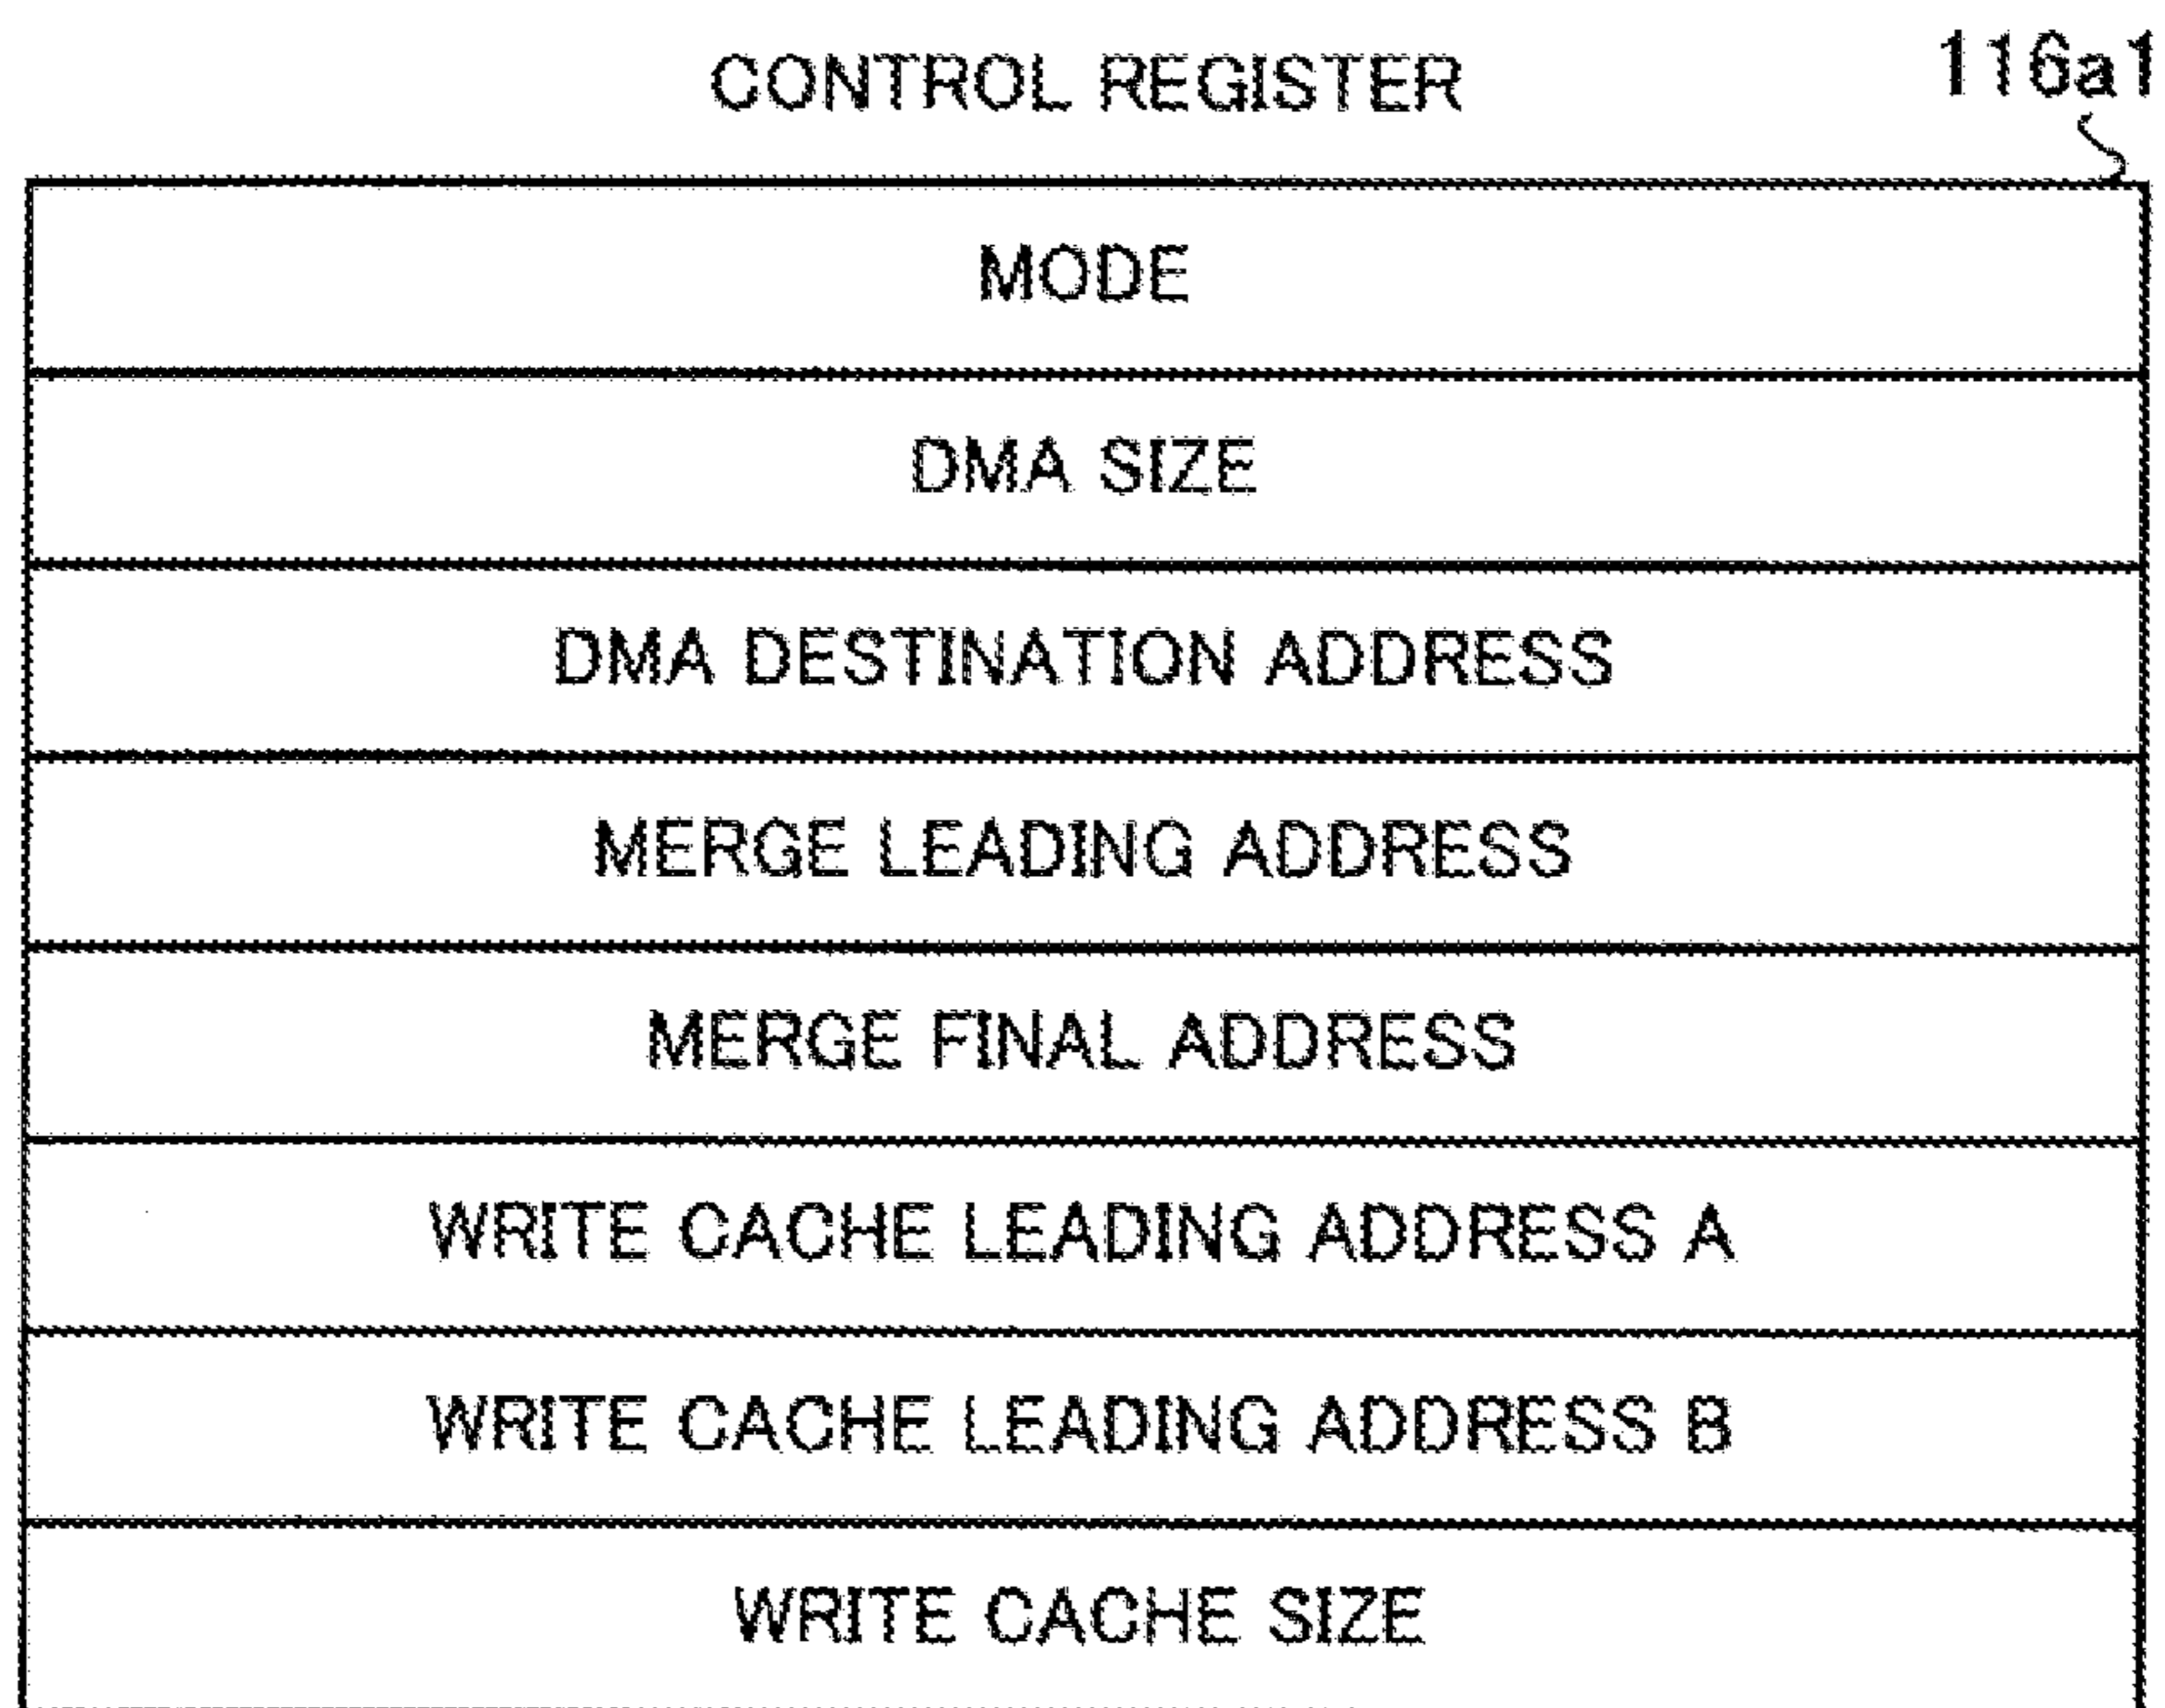 CONTROL REGISTER
116a1
MODE
DMA SIZE
DMA DESTINATION ADDRESS
MERGE LEADING ADDRESS
MERGE FINAL ADDRESS
WRITE CACHE LEADING ADDRESS A
WRITE CACHE LEADING ADDRESS B
WRITE CACHE SIZE